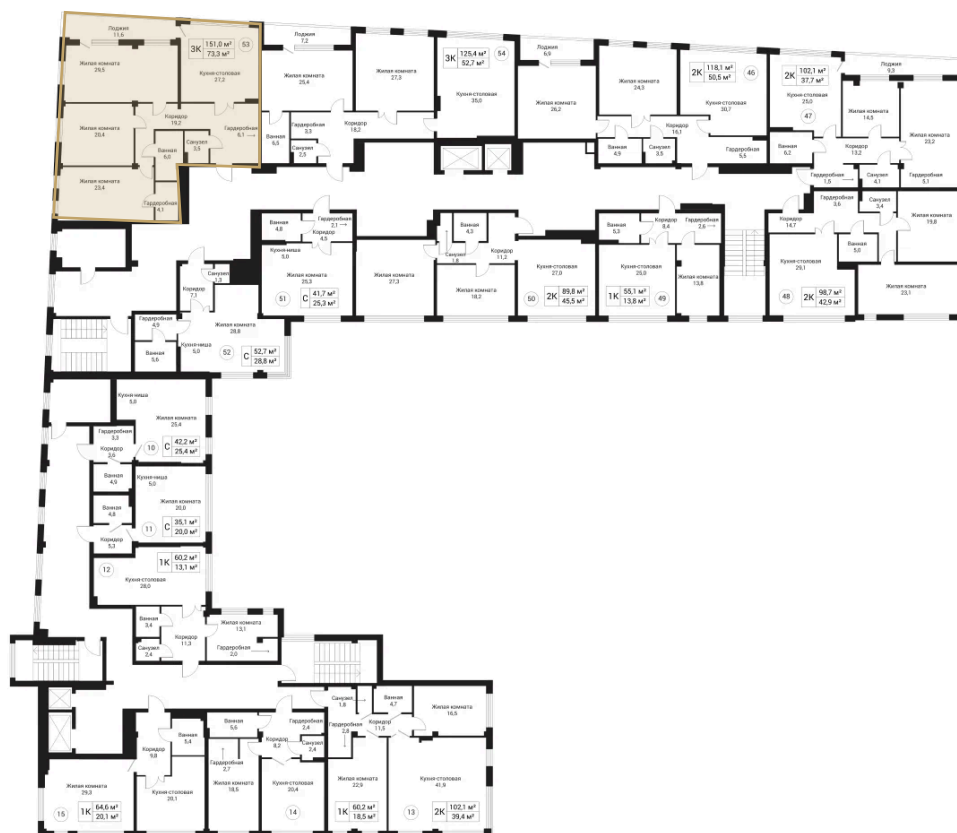 Лоджия
11,6
3К 151,0 м² 73,3 м²
53
Жилая комната
29,5
Кухня-столовая
27,2
Коридор
19,2
Жилая комната
20,4
Ванная
6,0
Санузел
3,5
Гардеробная
6,1
Жилая комната
23,4
Гардеробная
4,1
Лоджия
7,2
Жилая комната
25,4
Жилая комната
27,3
3К 125,4 м² 52,7 м²
54
Кухня-столовая
35,0
Гардеробная
3,3
Коридор
18,2
Ванная
6,5
Санузел
2,5
Лоджия
6,9
Жилая комната
26,2
Жилая комната
24,3
2К 118,1 м² 50,5 м²
46
Кухня-столовая
30,7
Коридор
16,1
Ванная
4,9
Санузел
3,5
Гардеробная
5,5
2К 102,1 м² 37,7 м²
Кухня-столовая
25,0
47
Лоджия
9,3
Жилая комната
14,5
Жилая комната
23,2
Ванная
6,2
Коридор
13,2
Гардеробная
1,5
Санузел
4,1
Гардеробная
5,1
Ванная
4,8
Гардеробная
2,1
Коридор
4,5
Кухня-ниша
5,0
Жилая комната
25,3
51
С 41,7 м² 25,3 м²
Жилая комната
27,3
Санузел
1,8
Ванная
4,3
Коридор
11,3
Жилая комната
18,2
Кухня-столовая
27,0
50
2К 89,8 м² 45,5 м²
Ванная
5,3
Коридор
8,4
Гардеробная
2,6
Кухня-столовая
25,0
Жилая комната
13,8
1К 55,1 м² 13,8 м²
49
Гардеробная
3,6
Санузел
3,4
Коридор
14,7
Ванная
5,0
Жилая комната
19,8
Кухня-столовая
29,1
48
2К 98,7 м² 42,9 м²
Жилая комната
23,1
Санузел
1,3
Коридор
7,1
Гардеробная
4,9
Жилая комната
28,8
Кухня-ниша
5,0
Ванная
5,6
52
С 52,7 м² 28,8 м²
Кухня-ниша
5,0
Жилая комната
25,4
Гардеробная
3,3
Коридор
3,6
10
С 42,2 м² 25,4 м²
Ванная
4,9
Кухня-ниша
5,0
Жилая комната
20,0
Ванная
4,8
11
С 35,1 м² 20,0 м²
Коридор
5,3
12
1К 60,2 м² 13,1 м²
Кухня-столовая
28,0
Ванная
3,4
Санузел
2,4
Коридор
11,3
Жилая комната
13,1
Гардеробная
2,0
Жилая комната
29,3
15
1К 64,6 м² 20,1 м²
Коридор
9,8
Ванная
5,4
Кухня-столовая
20,1
Ванная
5,6
Гардеробная
2,7
Жилая комната
18,5
Гардеробная
2,4
Коридор
8,2
Санузел
2,4
Кухня-столовая
20,4
14
Санузел
1,8
Гардеробная
2,8
Жилая комната
22,9
1К 60,2 м² 18,5 м²
Ванная
4,7
Коридор
11,5
Жилая комната
16,5
Кухня-столовая
41,9
13
2К 102,1 м² 39,4 м²